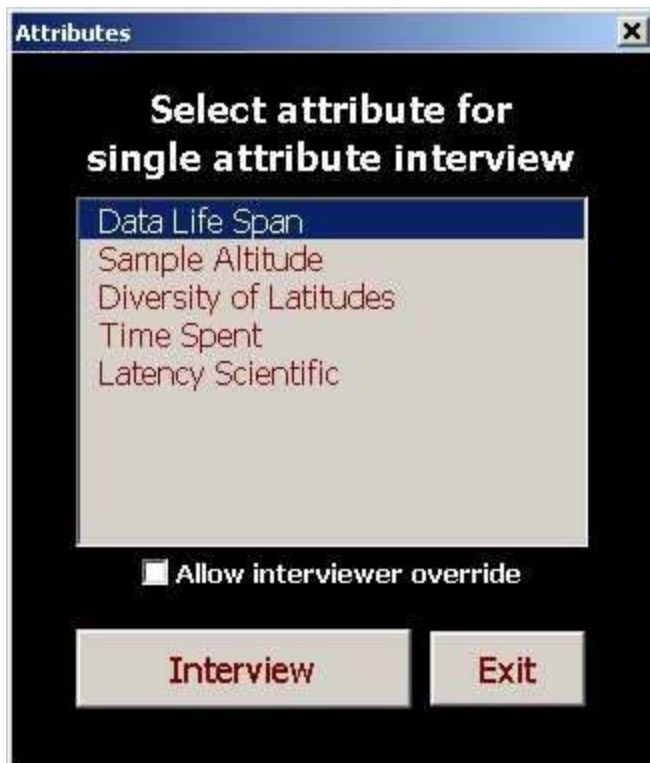 Attributes
Select attribute for
single attribute interview
Data Life Span
Sample Altitude
Diversity of Latitudes
Time Spent
Latency Scientific
Allow interviewer override
Interview Exit